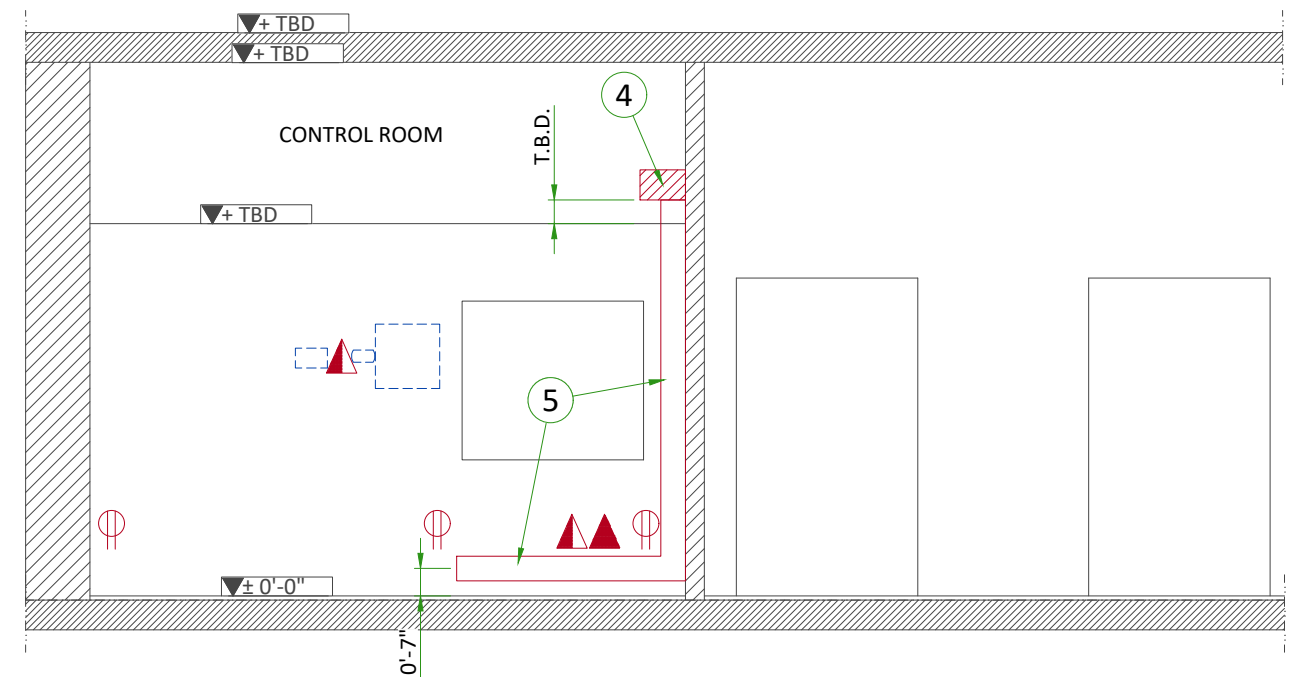 + TBD
+ TBD
4
T.B.D.
CONTROL ROOM
+ TBD
5
± 0'-0"
0'-7"